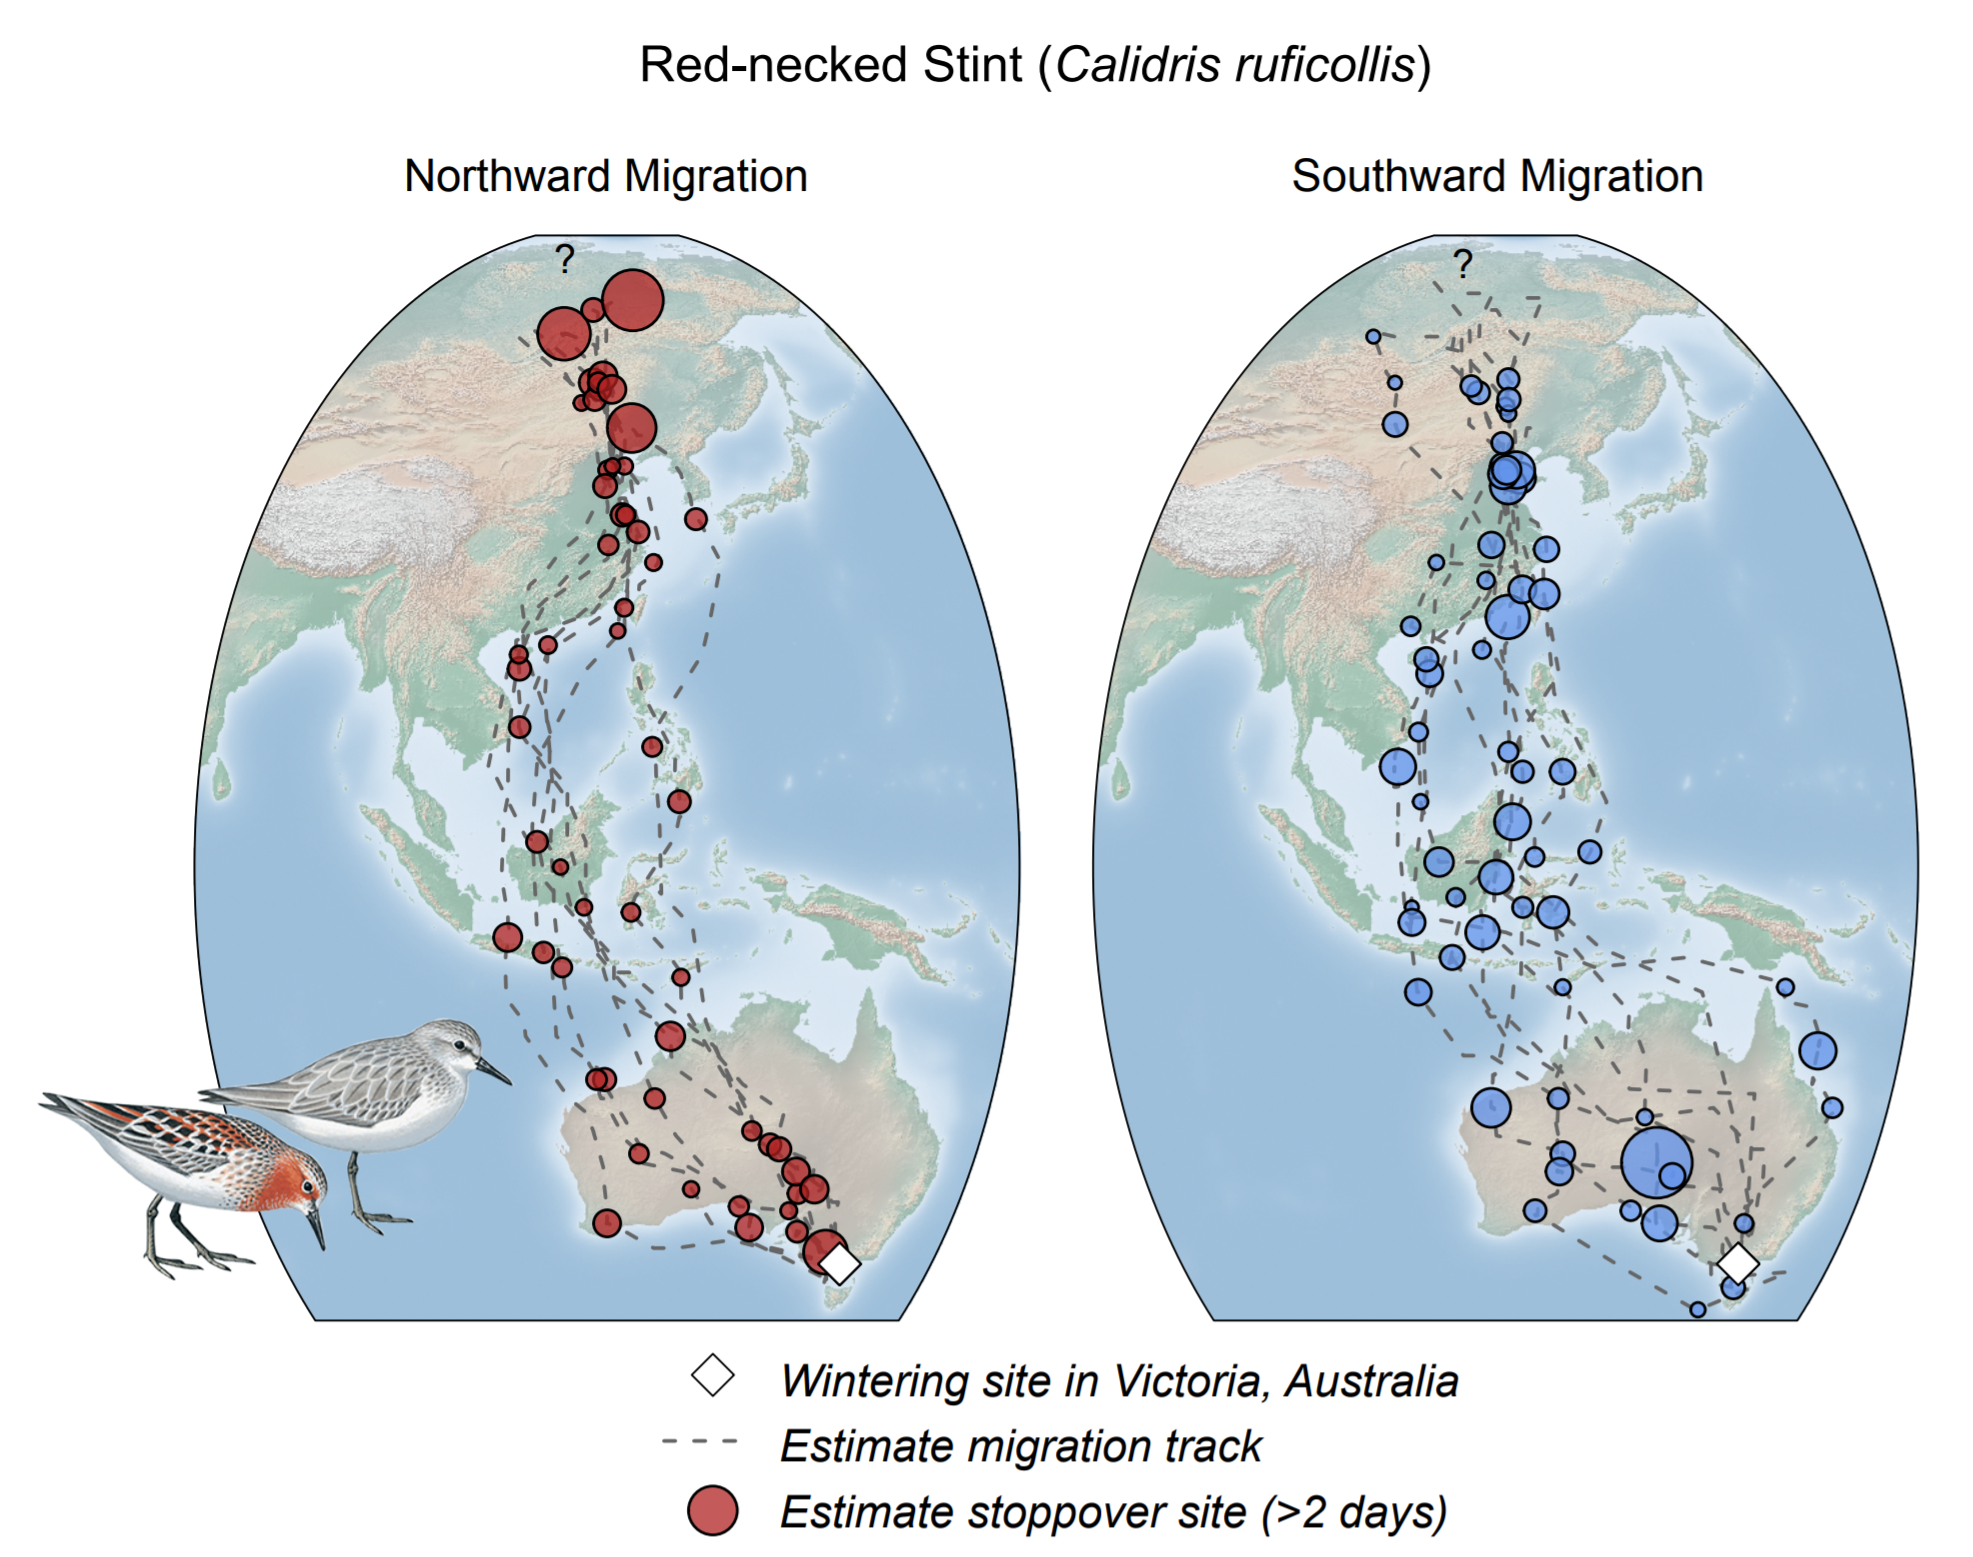 Red-necked Stint (Calidris ruficollis)
Northward Migration
Southward Migration
?
?
Wintering site in Victoria, Australia
Estimate migration track
Estimate stoppover site (>2 days)